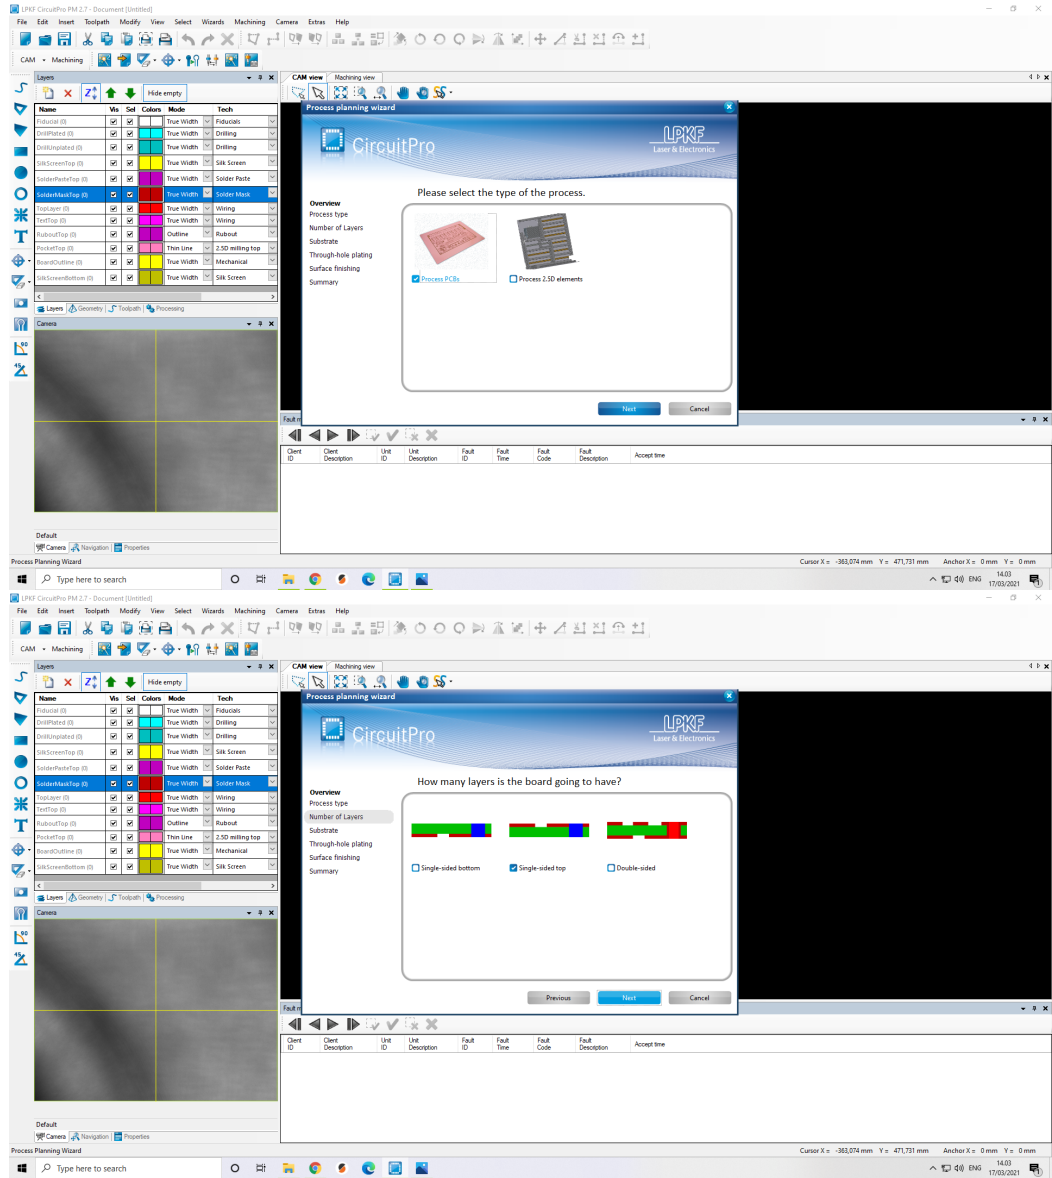 LPKF CircuitPro PM 2.7 - Document [Untitled]
File Edit Insert Toolpath Modify View Select Wizards Machining Camera Extras Help
CAM Machining
Layers
CAM view Machining view
Hide empty
Process planning wizard
Name Vis Sel Colors Mode Tech
Fiducial (0) True Width Fiducials
DrillPlated (0) True Width Drilling
DrillUnplated (0) True Width Drilling
SilkScreenTop (0) True Width Silk Screen
SolderPasteTop (0) True Width Solder Paste
SolderMaskTop (0) True Width Solder Mask
TopLayer (0) True Width Wiring
TextTop (0) True Width Wiring
RuboutTop (0) Outline Rubout
PocketTop (0) Thin Line 2.5D milling top
BoardOutline (0) True Width Mechanical
SilkScreenBottom (0) True Width Silk Screen
CircuitPro
LPKF
Laser & Electronics
Please select the type of the process.
Overview
Process type
Number of Layers
Substrate
Through-hole plating
Surface finishing
Summary
Process PCBs
Process 2.5D elements
Next Cancel
Layers Geometry Toolpath Processing
Camera
Fault m
Client ID Client Description Unit ID Unit Description Fault ID Fault Time Fault Code Fault Description Accept time
Default
Camera Navigation Properties
Process Planning Wizard
Cursor X = -363,074 mm Y = 471,731 mm Anchor X = 0 mm Y = 0 mm
Type here to search
ENG
14.03
17/03/2021
LPKF CircuitPro PM 2.7 - Document [Untitled]
File Edit Insert Toolpath Modify View Select Wizards Machining Camera Extras Help
CAM Machining
Layers
CAM view Machining view
Hide empty
Process planning wizard
Name Vis Sel Colors Mode Tech
Fiducial (0) True Width Fiducials
DrillPlated (0) True Width Drilling
DrillUnplated (0) True Width Drilling
SilkScreenTop (0) True Width Silk Screen
SolderPasteTop (0) True Width Solder Paste
SolderMaskTop (0) True Width Solder Mask
TopLayer (0) True Width Wiring
TextTop (0) True Width Wiring
RuboutTop (0) Outline Rubout
PocketTop (0) Thin Line 2.5D milling top
BoardOutline (0) True Width Mechanical
SilkScreenBottom (0) True Width Silk Screen
CircuitPro
LPKF
Laser & Electronics
How many layers is the board going to have?
Overview
Process type
Number of Layers
Substrate
Through-hole plating
Surface finishing
Summary
Single-sided bottom
Single-sided top
Double-sided
Previous Next Cancel
Layers Geometry Toolpath Processing
Camera
Fault m
Client ID Client Description Unit ID Unit Description Fault ID Fault Time Fault Code Fault Description Accept time
Default
Camera Navigation Properties
Process Planning Wizard
Cursor X = -363,074 mm Y = 471,731 mm Anchor X = 0 mm Y = 0 mm
Type here to search
ENG
14.03
17/03/2021